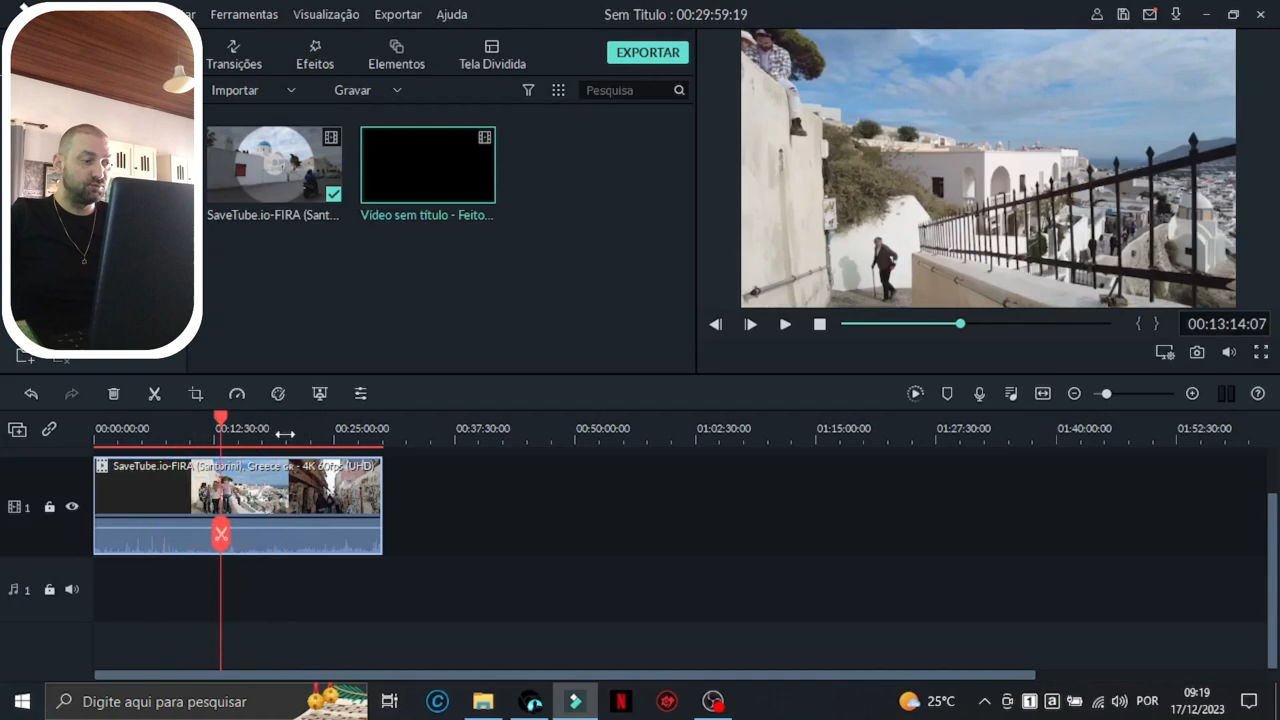 Ferramentas Visualização Exportar Ajuda Sem Titulo : 00:29:59:19
Transições Efeitos Elementos Tela Dividida EXPORTAR
Importar Gravar Pesquisa
SaveTube.io-FIRA (Sant... Vídeo sem título - Feito...
00:13:14:07
00:00:00:00 00:12:30:00 00:25:00:00 00:37:30:00 00:50:00:00 01:02:30:00 01:15:00:00 01:27:30:00 01:40:00:00 01:52:30:00
SaveTube.io-FIRA (Santorini), Greece - 4K 60fps (UHD)
1
1
Digite aqui para pesquisar
25°C
POR
09:19
17/12/2023